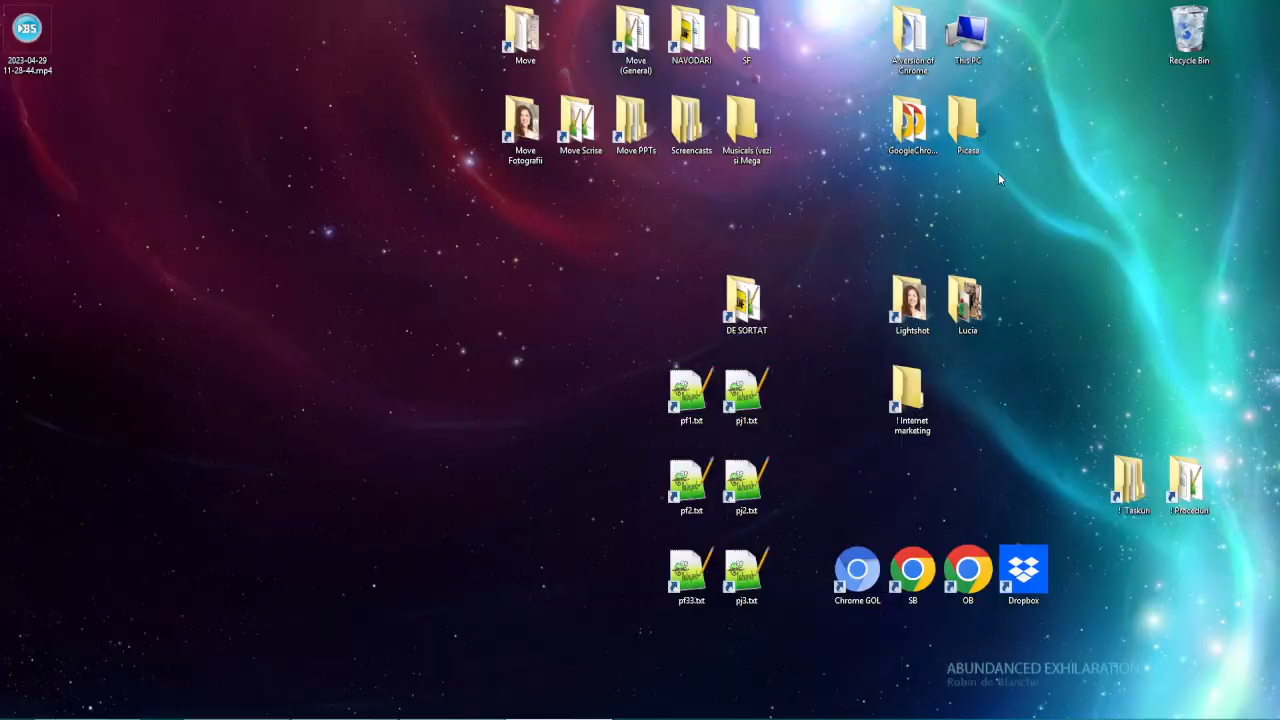 2023-04-29
11-28-44.mp4
Move
Move
(General)
NAVODARI
SF
A version of
Chrome
This PC
Recycle Bin
Move
Fotografii
Move Scrise
Move PPTs
Screencasts
Musicals (vezi
si Mega
GoogleChro...
Picasa
DE SORTAT
Lightshot
Lucia
pf1.txt
pj1.txt
! Internet
marketing
pf2.txt
pj2.txt
! Taskuri
! Proceduri
pf33.txt
pj3.txt
Chrome GOL
SB
OB
Dropbox
ABUNDANCED EXHILARATION
Robin de Blanche